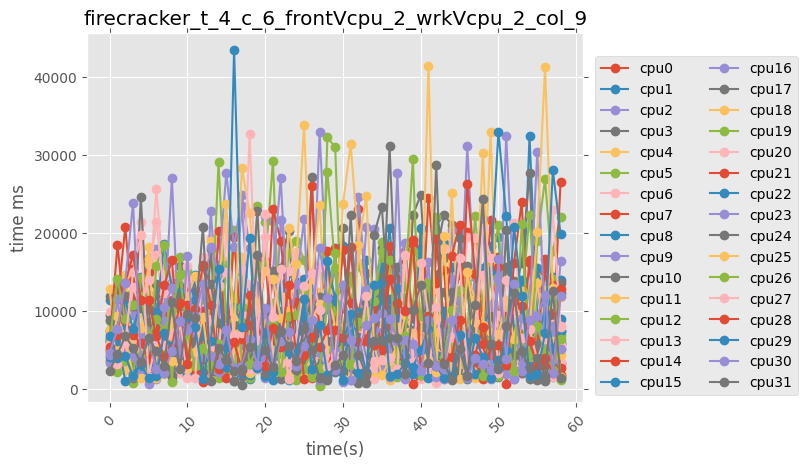 firecracker_t_4_c_6_frontVcpu_2_wrkVcpu_2_col_9
time ms
40000
30000
20000
10000
0
0
10
20
30
40
50
60
time(s)
cpu0
cpu1
cpu2
cpu3
cpu4
cpu5
cpu6
cpu7
cpu8
cpu9
cpu10
cpu11
cpu12
cpu13
cpu14
cpu15
cpu16
cpu17
cpu18
cpu19
cpu20
cpu21
cpu22
cpu23
cpu24
cpu25
cpu26
cpu27
cpu28
cpu29
cpu30
cpu31